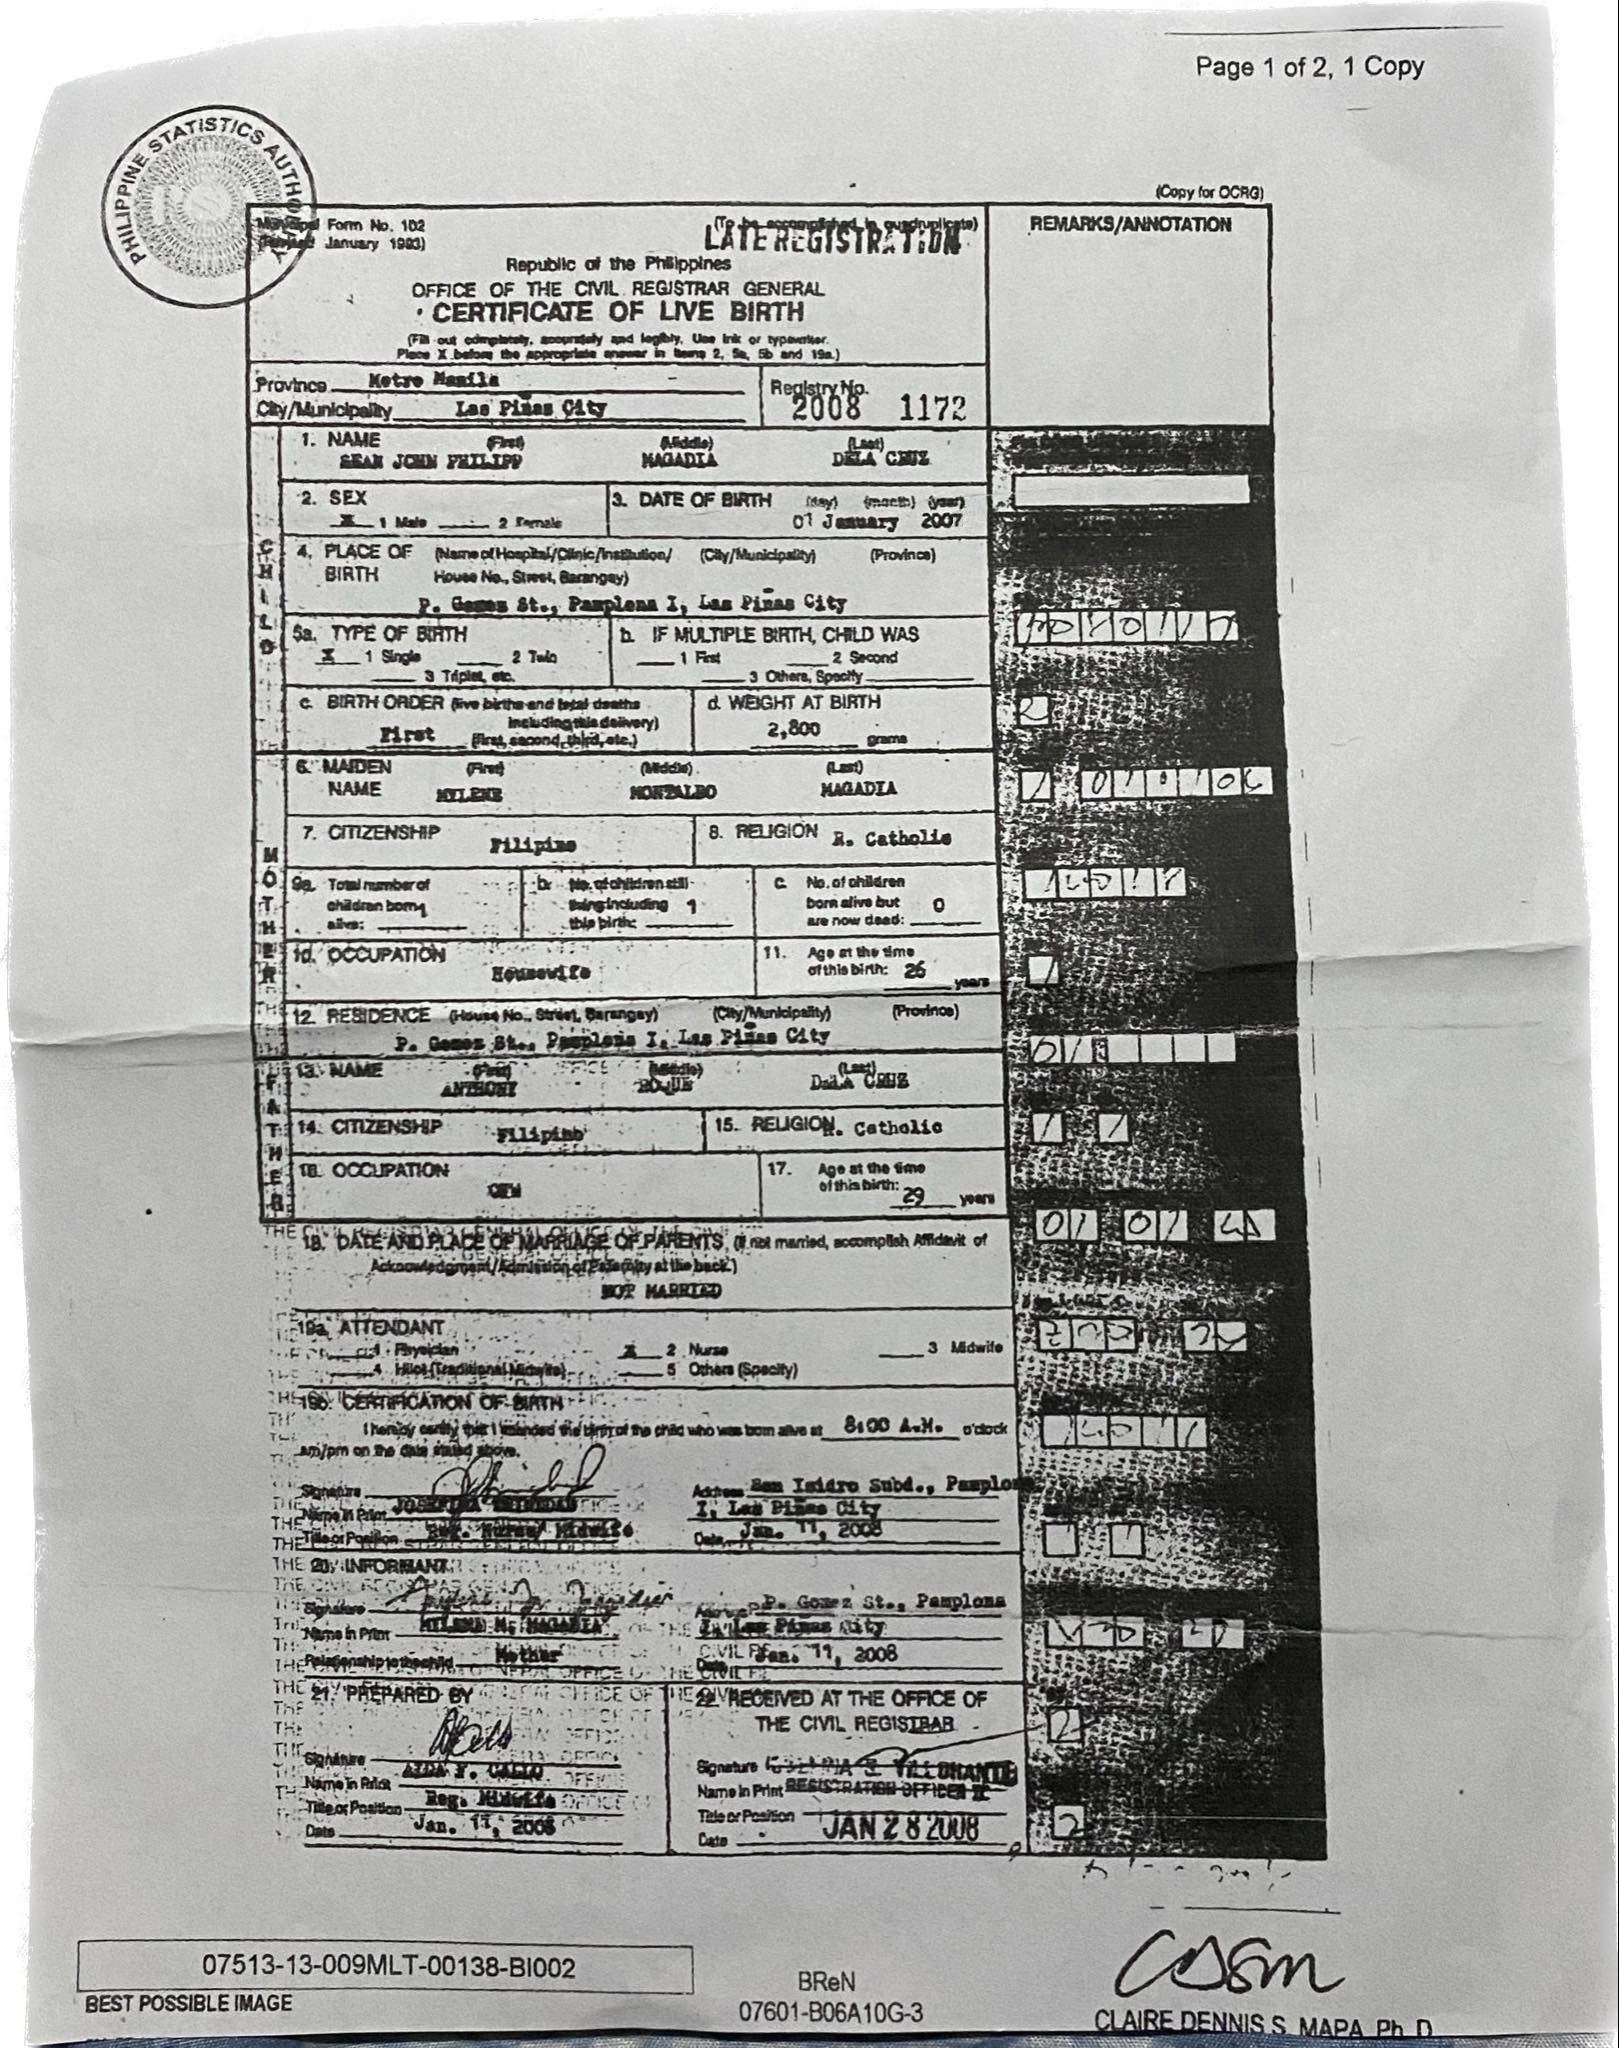 Page 1 of 2, 1 Copy
PHILIPPINE STATISTICS AUTHORITY
(Copy for OCRG)
Municipal Form No. 102
(Revised January 1993)
(To be accomplished in quadruplicate)
LATE REGISTRATION
REMARKS/ANNOTATION
Republic of the Philippines
OFFICE OF THE CIVIL REGISTRAR GENERAL
CERTIFICATE OF LIVE BIRTH
(Fill out completely, accurately and legibly. Use ink or typewriter.
Place X before the appropriate answer in items 2, 5a, 5b and 19a.)
Province Metro Manila
City/Municipality Las Piñas City
Registry No.
2008 1172
CHILD
1. NAME (First) (Middle) (Last)
SEAN JOHN PHILIPP MAGADIA DELA CRUZ
2. SEX
X 1 Male 2 Female
3. DATE OF BIRTH (day) (month) (year)
01 January 2007
4. PLACE OF BIRTH (Name of Hospital/Clinic/Institution/ (City/Municipality) (Province)
House No., Street, Barangay)
P. Gomez St., Pamplona I, Las Piñas City
5a. TYPE OF BIRTH
X 1 Single 2 Twin
3 Triplet, etc.
b. IF MULTIPLE BIRTH, CHILD WAS
1 First 2 Second
3 Others, Specify
c. BIRTH ORDER (live births and fetal deaths
including this delivery)
First (first, second, third, etc.)
d. WEIGHT AT BIRTH
2,800 grams
MOTHER
6. MAIDEN NAME (First) (Middle) (Last)
MYLENE MONTALBO MAGADIA
7. CITIZENSHIP Filipino
8. RELIGION R. Catholic
9a. Total number of
children born
alive: 1
b. No. of children still
living including
this birth: 1
c. No. of children
born alive but
are now dead: 0
10. OCCUPATION
Housewife
11. Age at the time
of this birth: 26 years
12. RESIDENCE (House No., Street, Barangay) (City/Municipality) (Province)
P. Gomez St., Pamplona I, Las Piñas City
FATHER
13. NAME (First) (Middle) (Last)
ANTHONY ROQUE DELA CRUZ
14. CITIZENSHIP Filipino
15. RELIGION R. Catholic
16. OCCUPATION
OFW
17. Age at the time
of this birth: 29 years
18. DATE AND PLACE OF MARRIAGE OF PARENTS (If not married, accomplish Affidavit of
Acknowledgment/Admission of Paternity at the back.)
NOT MARRIED
19a. ATTENDANT
1 Physician X 2 Nurse 3 Midwife
4 Hilot (Traditional Midwife) 5 Others (Specify)
19b. CERTIFICATION OF BIRTH
I hereby certify that I attended the birth of the child who was born alive at 8:00 A.M. o'clock
am/pm on the date stated above.
Signature
Name in Print JOSEFINA TRINIDAD
Title or Position Reg. Nurse/ Midwife
Address San Isidro Subd., Pamplona
I, Las Piñas City
Date Jan. 11, 2008
20. INFORMANT
Signature
Name in Print MYLENE M. MAGADIA
Relationship to the child Mother
Address P. Gomez St., Pamplona
I, Las Piñas City
Date Jan. 11, 2008
21. PREPARED BY
Signature
Name in Print AIDA F. CALLO
Title or Position Reg. Midwife
Date Jan. 11, 2008
22. RECEIVED AT THE OFFICE OF
THE CIVIL REGISTRAR
Signature
Name in Print REGISTRATION OFFICER
Title or Position
Date JAN 28 2008
07513-13-009MLT-00138-BI002
BEST POSSIBLE IMAGE
BReN
07601-B06A10G-3
CLAIRE DENNIS S. MAPA, Ph. D.